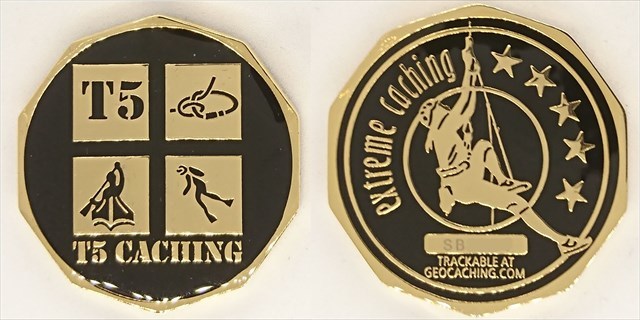 T5
T5 CACHING
extreme caching
SB
TRACKABLE AT
GEOCACHING.COM